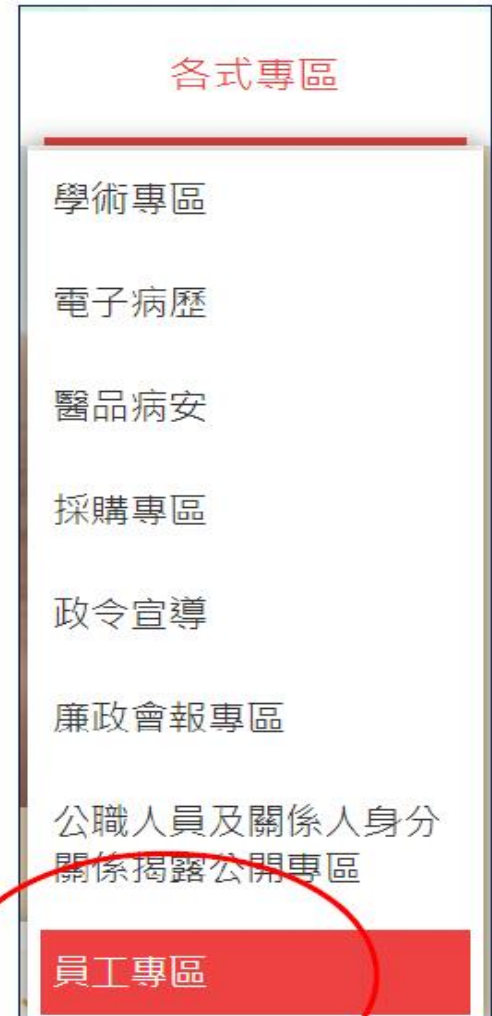 各式專區
學術專區
電子病歷
醫品病安
採購專區
政令宣導
廉政會報專區
公職人員及關係人身分
關係揭露公開專區
員工專區